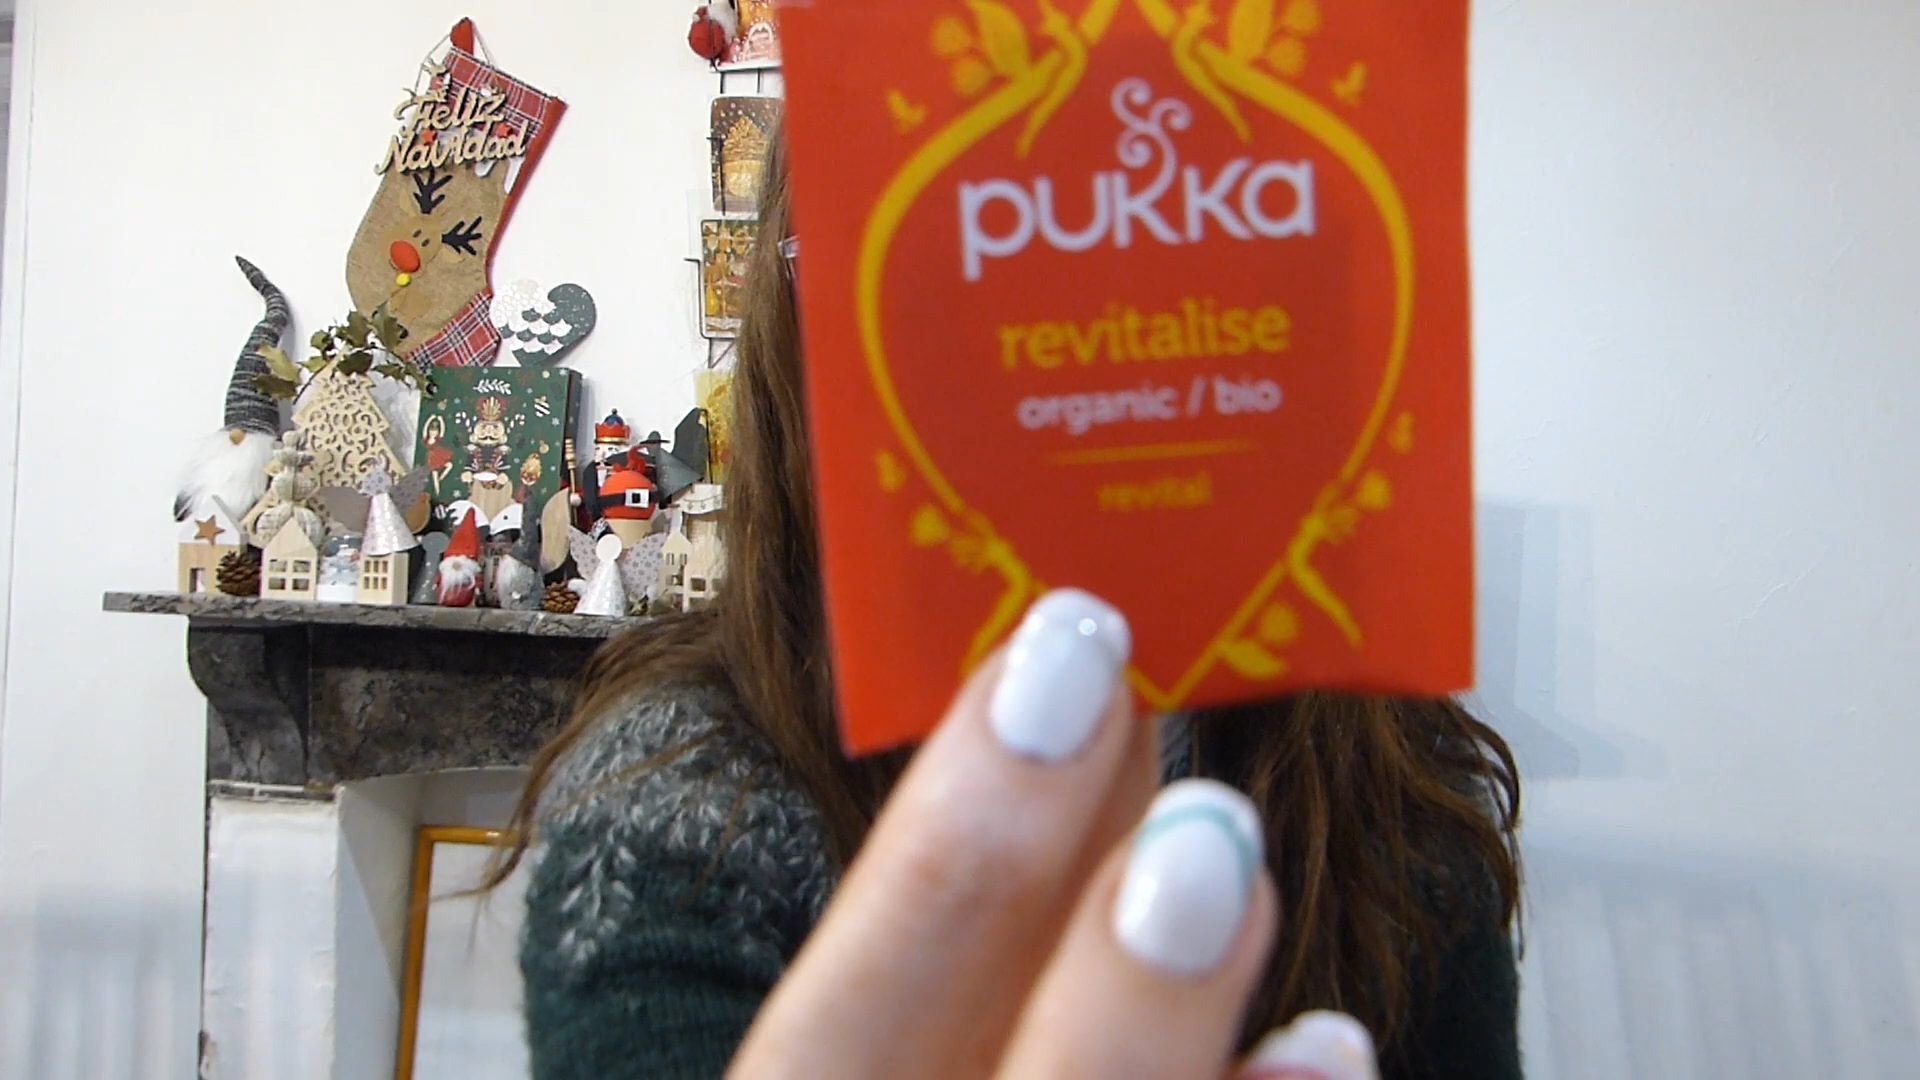 Feliz
Navidad
pukka
revitalise
organic / bio
revital